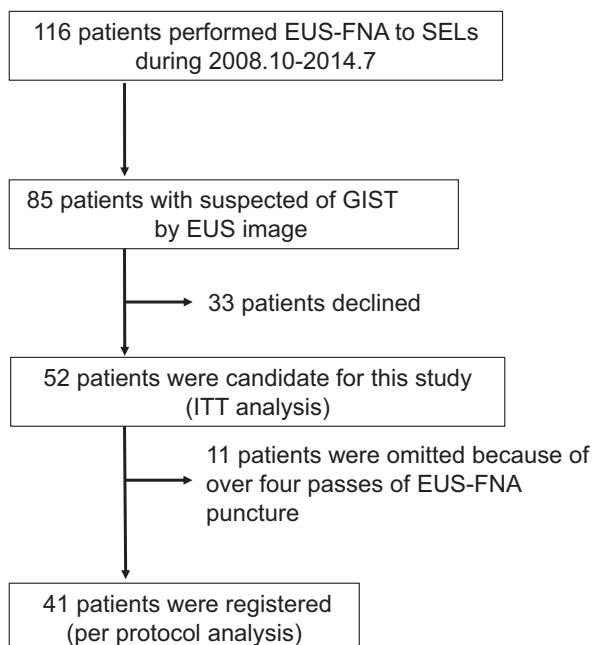 116 patients performed EUS-FNA to SELs
during 2008.10-2014.7
85 patients with suspected of GIST
by EUS image
33 patients declined
52 patients were candidate for this study
(ITT analysis)
11 patients were omitted because of
over four passes of EUS-FNA
puncture
41 patients were registered
(per protocol analysis)